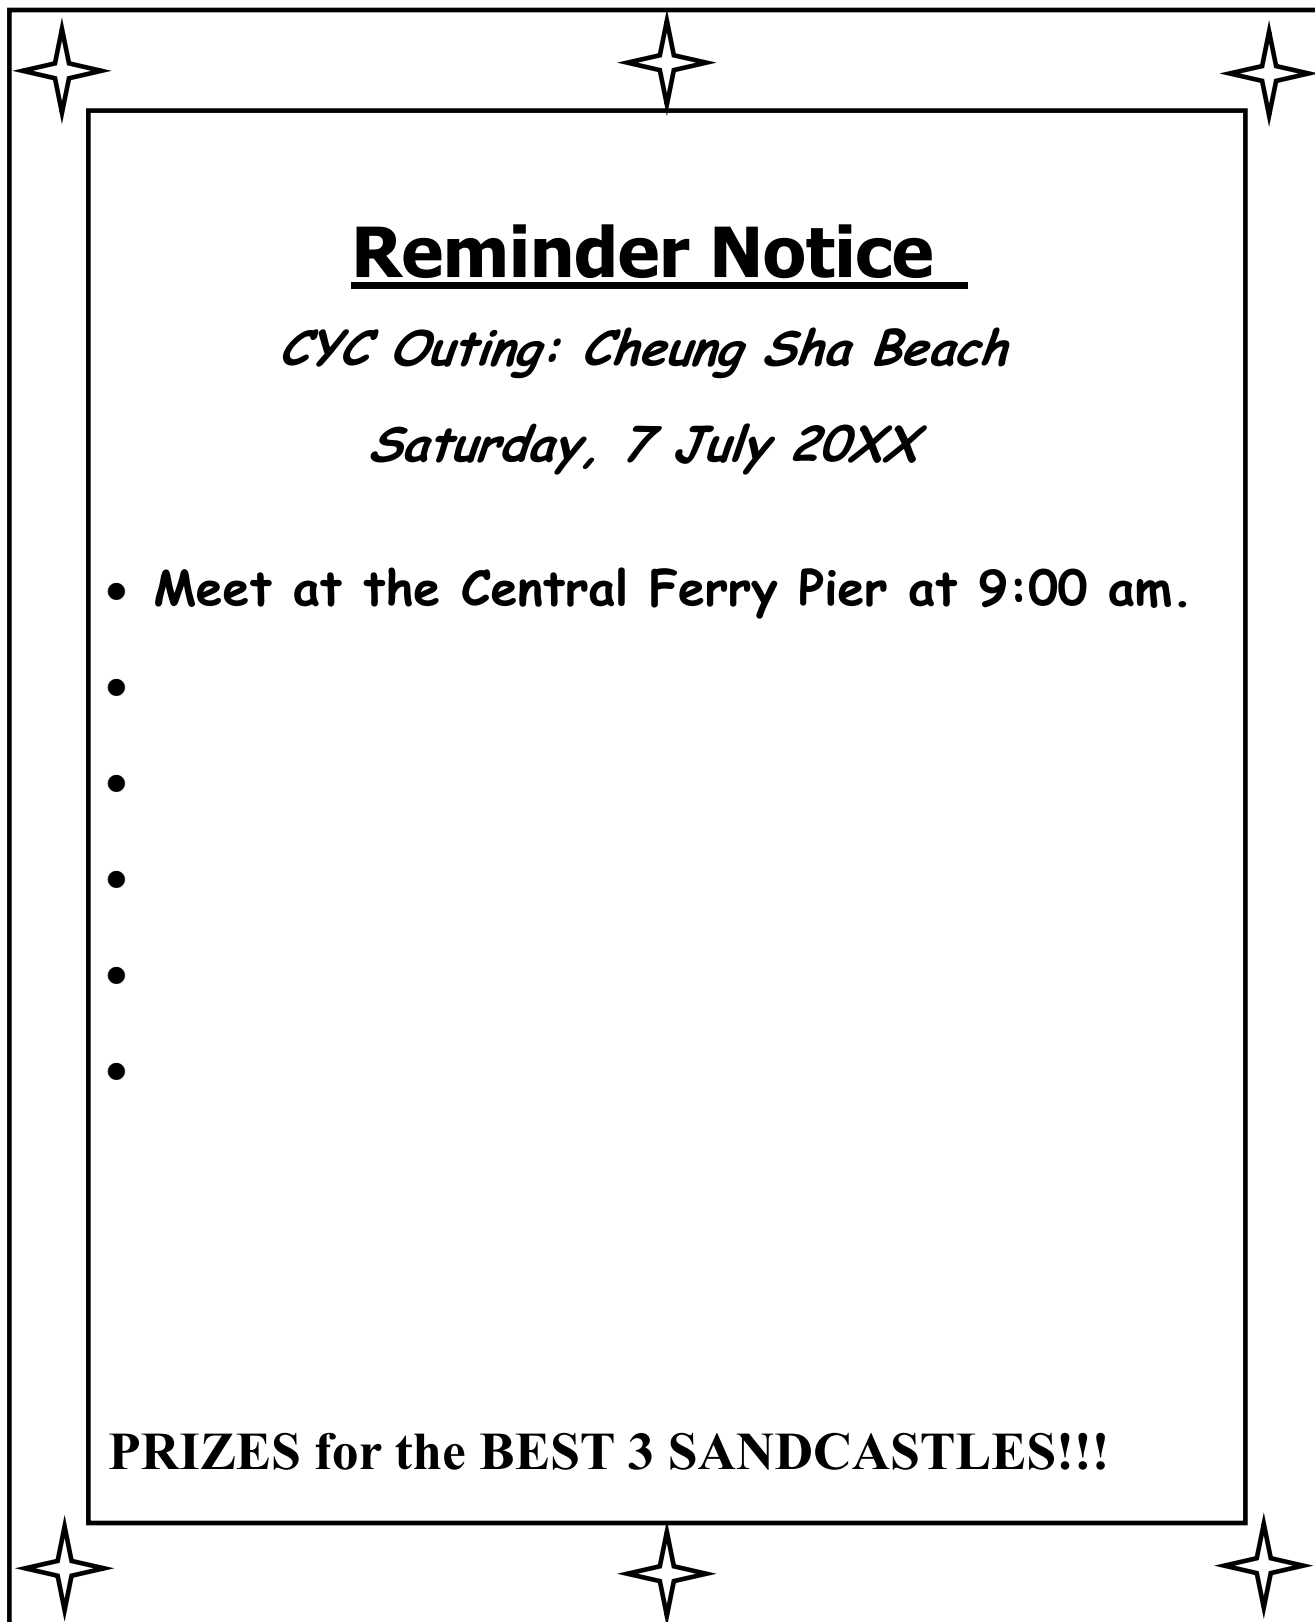 Reminder Notice
CYC Outing: Cheung Sha Beach
Saturday, 7 July 20XX
• Meet at the Central Ferry Pier at 9:00 am.
•
•
•
•
•
PRIZES for the BEST 3 SANDCASTLES!!!